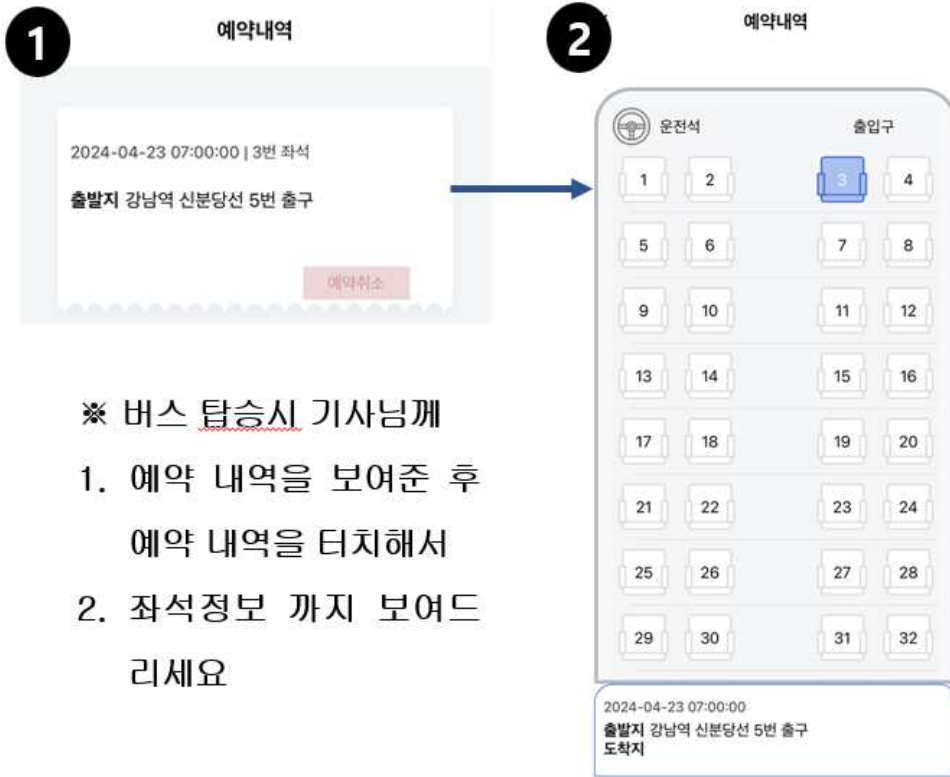 1
예약내역
2024-04-23 07:00:00 | 3번 좌석
출발지 강남역 신분당선 5번 출구
예약취소
※ 버스 탑승시 기사님께
1. 예약 내역을 보여준 후
예약 내역을 터치해서
2. 좌석정보 까지 보여드
리세요
2
예약내역
운전석 출입구
1 2 3 4
5 6 7 8
9 10 11 12
13 14 15 16
17 18 19 20
21 22 23 24
25 26 27 28
29 30 31 32
2024-04-23 07:00:00
출발지 강남역 신분당선 5번 출구
도착지